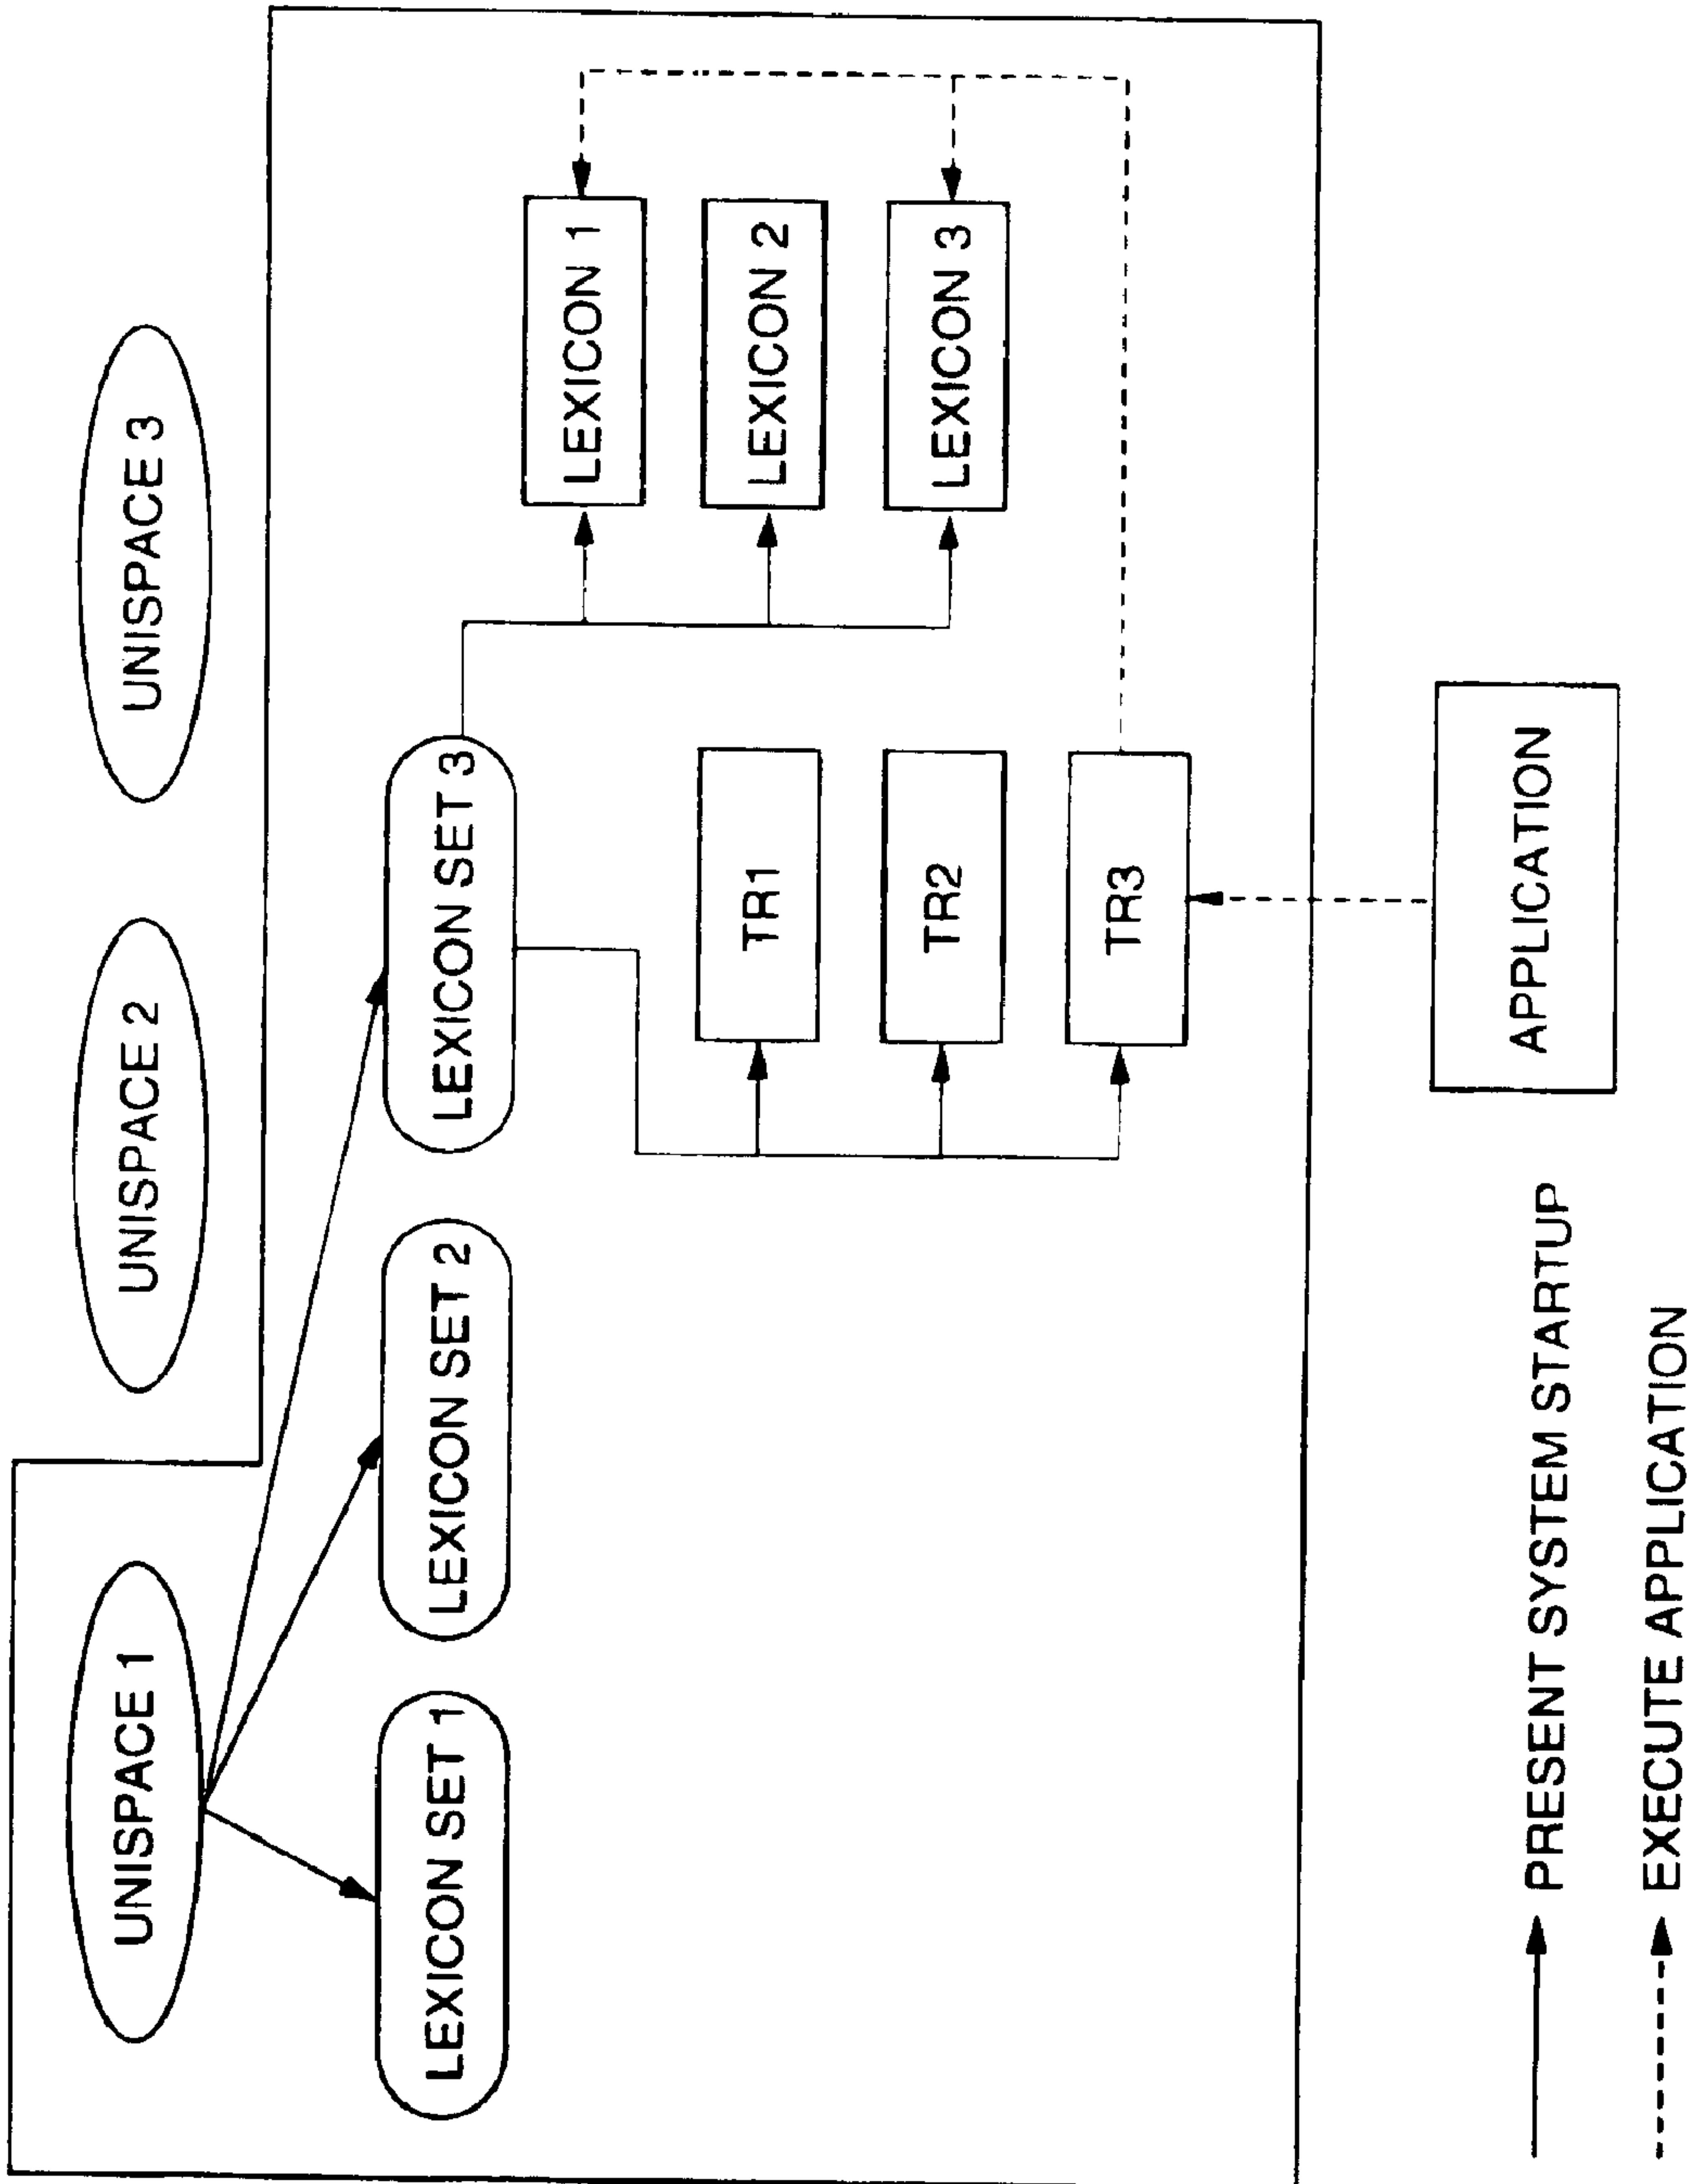 UNISPACE 1
UNISPACE 2
UNISPACE 3
LEXICON SET 1
LEXICON SET 2
LEXICON SET 3
LEXICON 1
TR1
LEXICON 2
TR2
LEXICON 3
TR3
APPLICATION
PRESENT SYSTEM STARTUP
EXECUTE APPLICATION